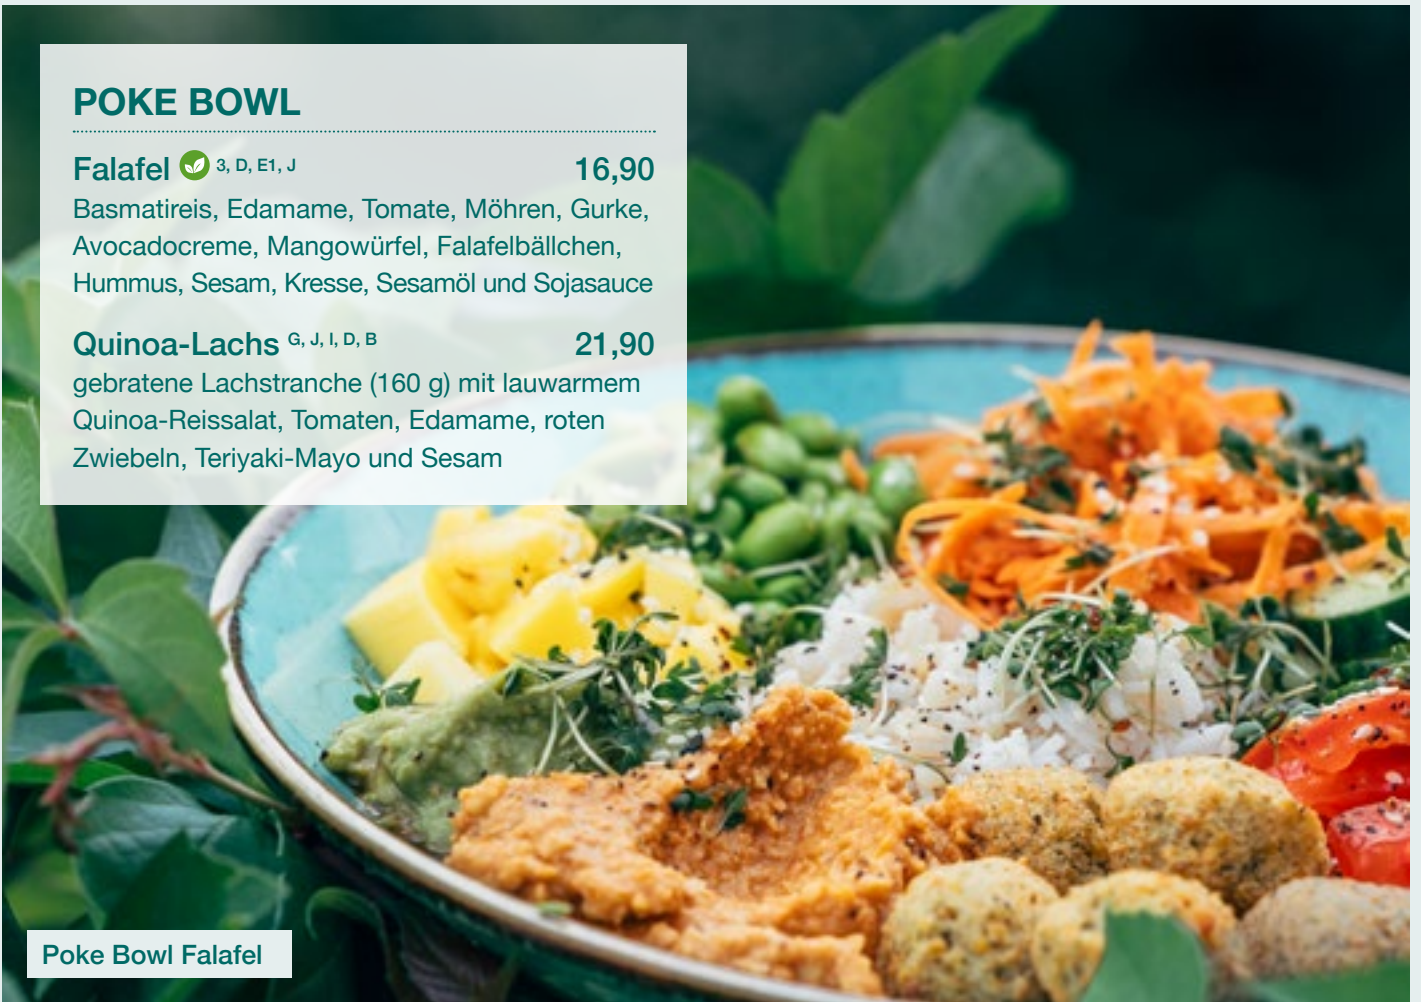 POKE BOWL
Falafel 3, D, E1, J 16,90
Basmatireis, Edamame, Tomate, Möhren, Gurke,
Avocadocreme, Mangowürfel, Falafelbällchen,
Hummus, Sesam, Kresse, Sesamöl und Sojasauce
Quinoa-Lachs G, J, I, D, B 21,90
gebratene Lachstranche (160 g) mit lauwarmem
Quinoa-Reissalat, Tomaten, Edamame, roten
Zwiebeln, Teriyaki-Mayo und Sesam
Poke Bowl Falafel